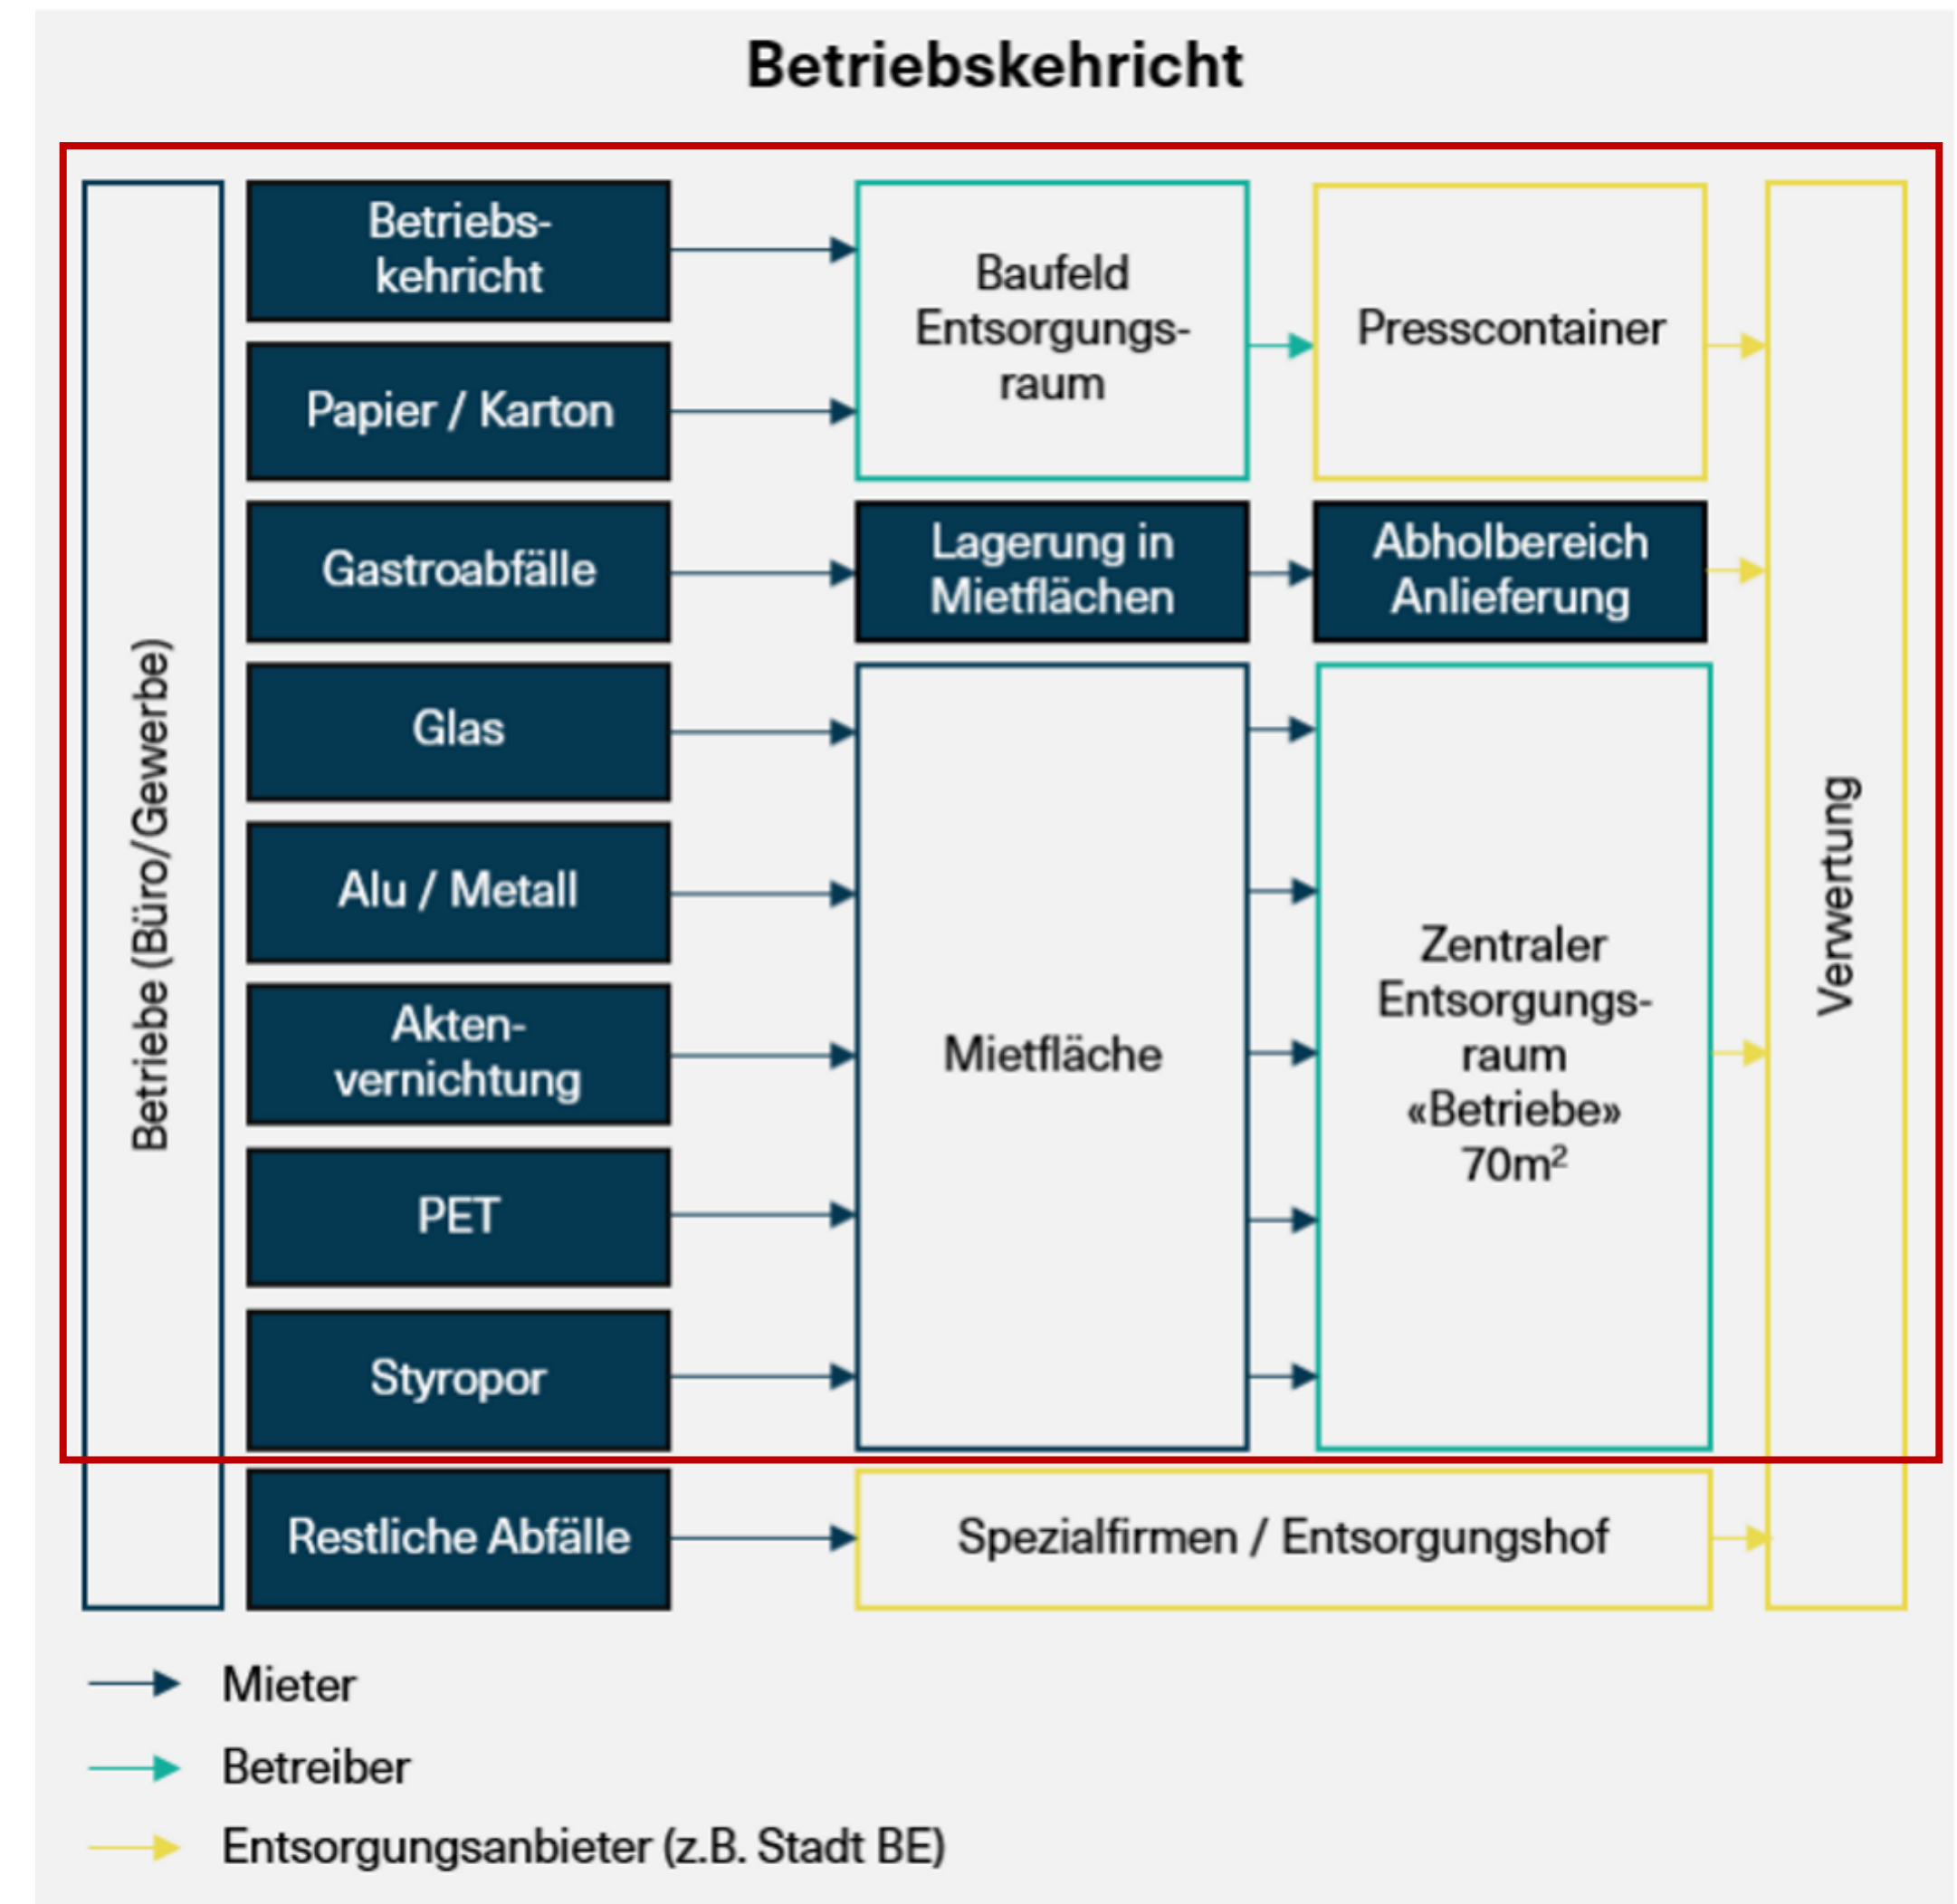 Betriebskehricht
Betriebe (Büro/Gewerbe)
Betriebs-
kehricht
Baufeld
Entsorgungs-
raum
Presscontainer
Papier / Karton
Gastroabfälle
Lagerung in
Mietflächen
Abholbereich
Anlieferung
Glas
Alu / Metall
Akten-
vernichtung
PET
Styropor
Mietfläche
Zentraler
Entsorgungs-
raum
«Betriebe»
70m²
Verwertung
Restliche Abfälle
Spezialfirmen / Entsorgungshof
Mieter
Betreiber
Entsorgungsanbieter (z.B. Stadt BE)